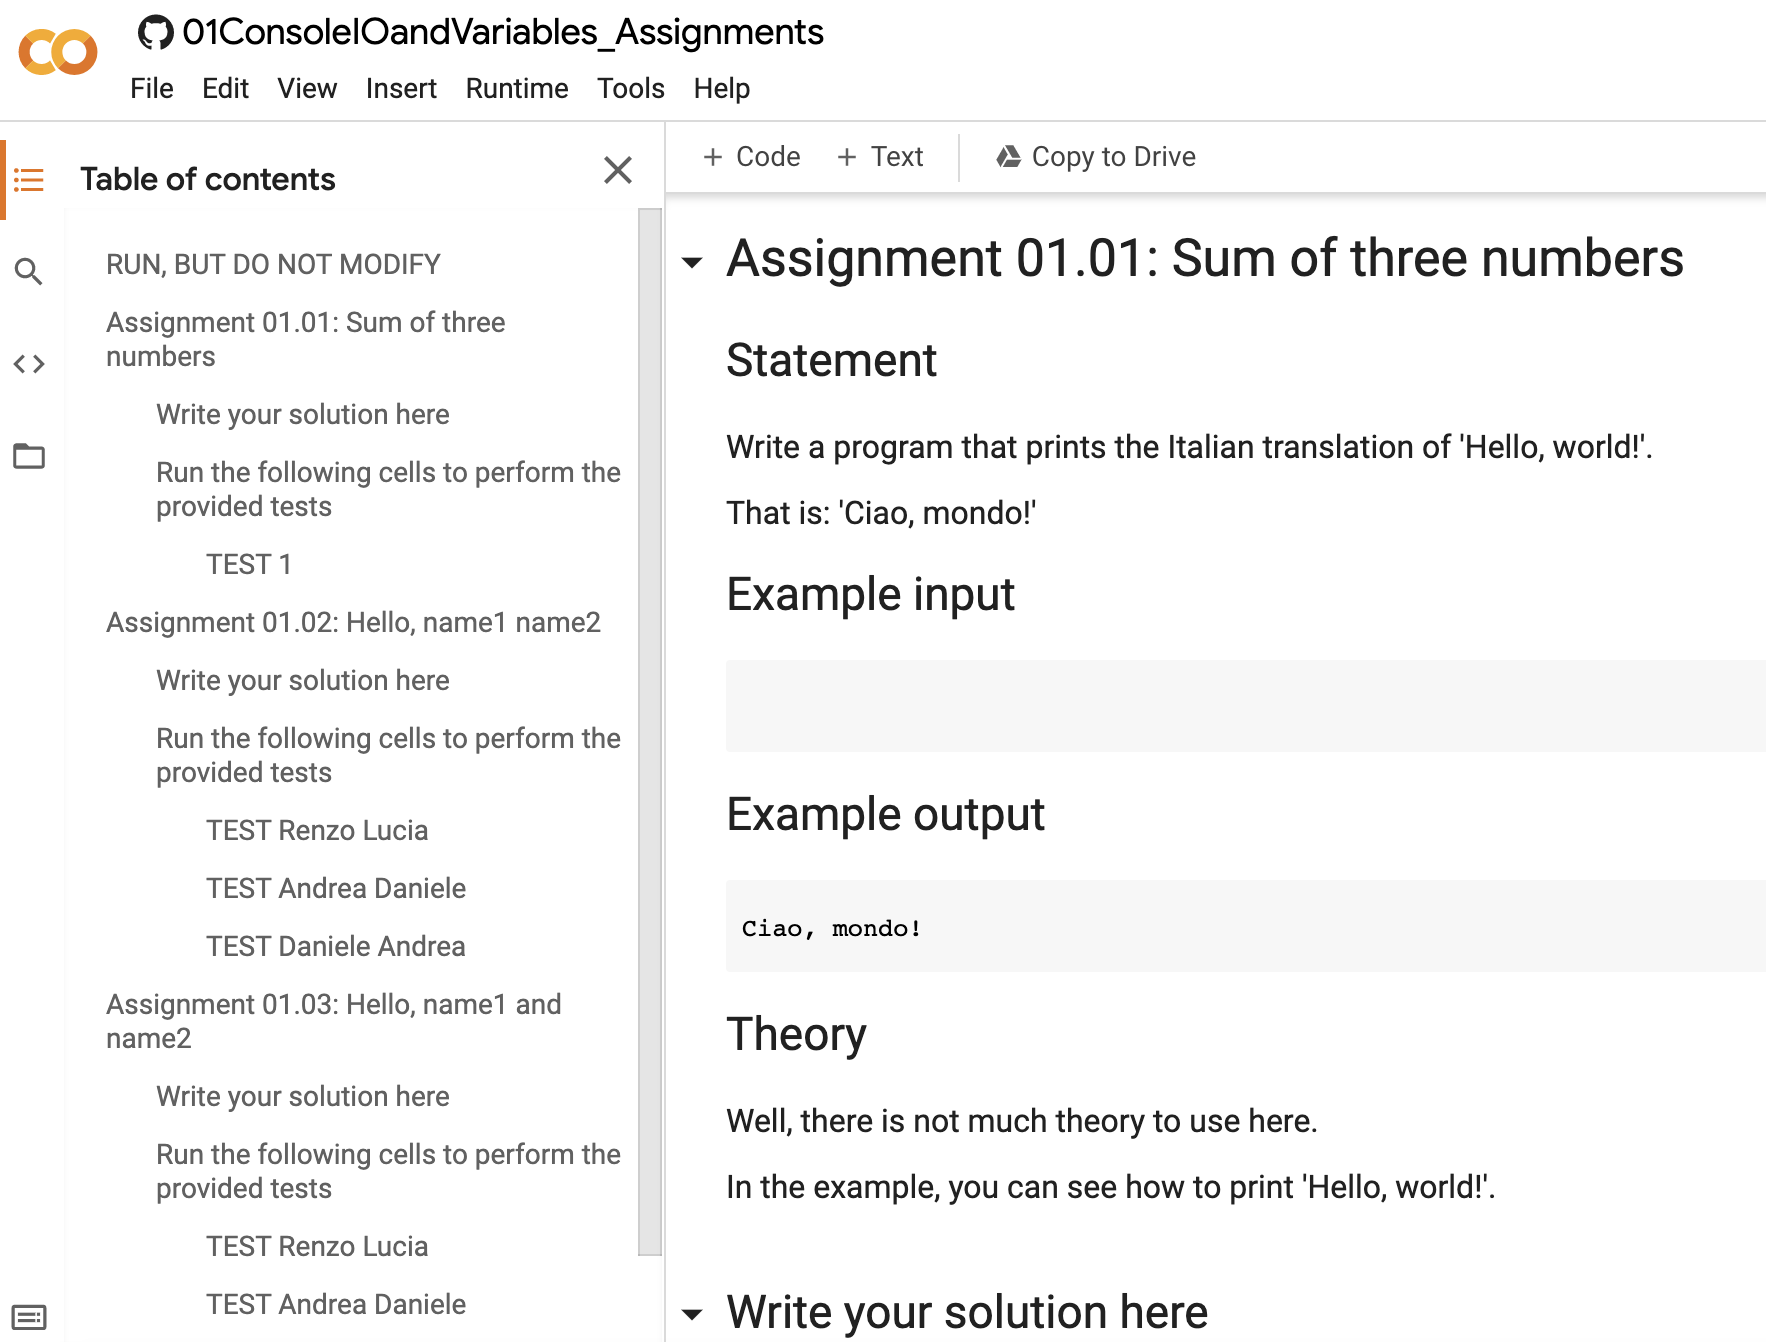 01ConsoleIOandVariables_Assignments
File Edit View Insert Runtime Tools Help
Table of contents
RUN, BUT DO NOT MODIFY
Assignment 01.01: Sum of three
numbers
Write your solution here
Run the following cells to perform the
provided tests
TEST 1
Assignment 01.02: Hello, name1 name2
Write your solution here
Run the following cells to perform the
provided tests
TEST Renzo Lucia
TEST Andrea Daniele
TEST Daniele Andrea
Assignment 01.03: Hello, name1 and
name2
Write your solution here
Run the following cells to perform the
provided tests
TEST Renzo Lucia
TEST Andrea Daniele
+ Code + Text Copy to Drive
Assignment 01.01: Sum of three numbers
Statement
Write a program that prints the Italian translation of 'Hello, world!'.
That is: 'Ciao, mondo!'
Example input
Example output
Ciao, mondo!
Theory
Well, there is not much theory to use here.
In the example, you can see how to print 'Hello, world!'.
Write your solution here